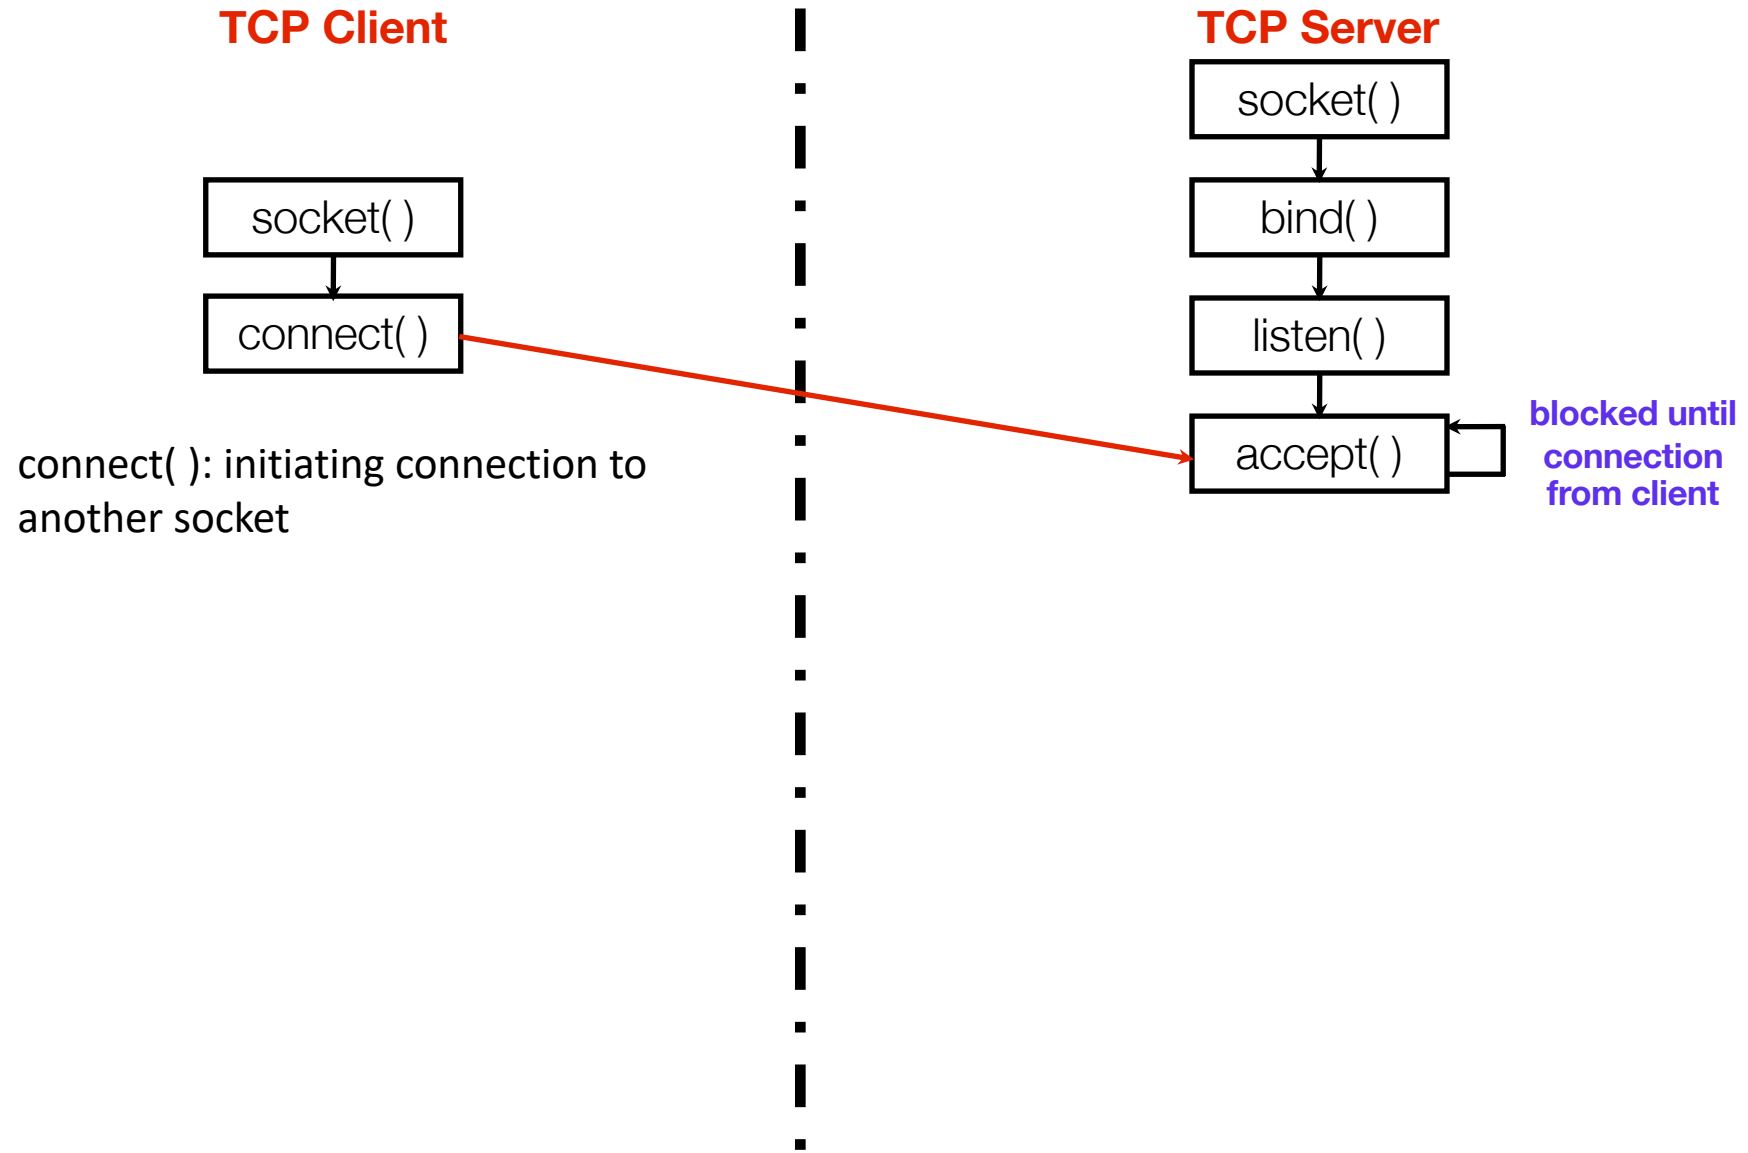 TCP Client
socket( )
connect( )
connect( ): initiating connection to
another socket
TCP Server
socket( )
bind( )
listen( )
accept( )
blocked until
connection
from client